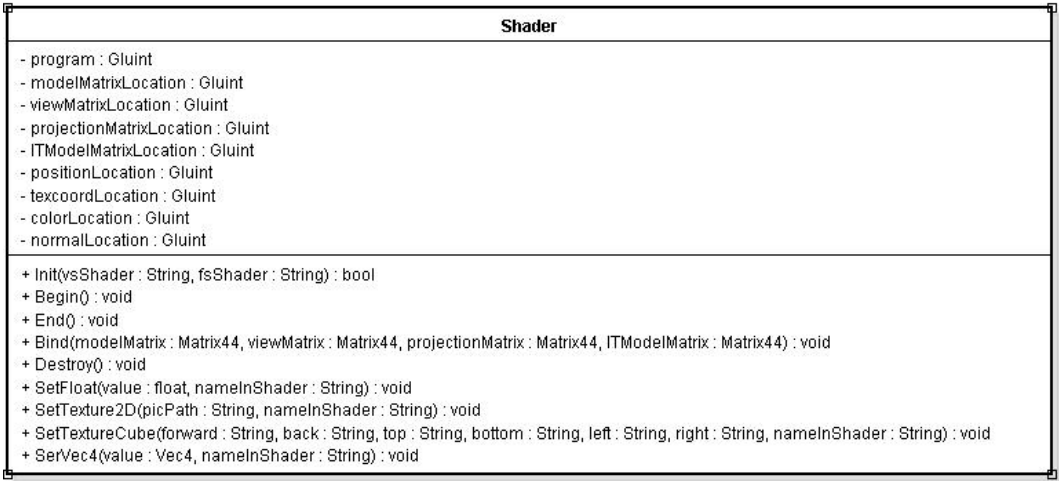 Shader
- program : Gluint
- modelMatrixLocation : Gluint
- viewMatrixLocation : Gluint
- projectionMatrixLocation : Gluint
- ITModelMatrixLocation : Gluint
- positionLocation : Gluint
- texcoordLocation : Gluint
- colorLocation : Gluint
- normalLocation : Gluint
+ Init(vsShader : String, fsShader : String) : bool
+ Begin() : void
+ End() : void
+ Bind(modelMatrix : Matrix44, viewMatrix : Matrix44, projectionMatrix : Matrix44, ITModelMatrix : Matrix44) : void
+ Destroy() : void
+ SetFloat(value : float, nameInShader : String) : void
+ SetTexture2D(picPath : String, nameInShader : String) : void
+ SetTextureCube(forward : String, back : String, top : String, bottom : String, left : String, right : String, nameInShader : String) : void
+ SerVec4(value : Vec4, nameInShader : String) : void